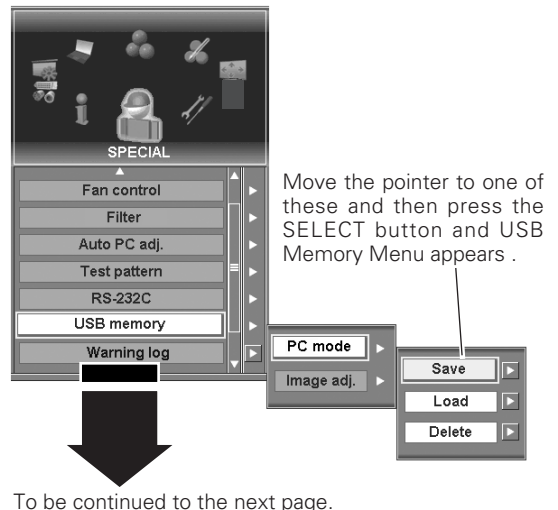 SPECIAL
Fan control
Filter
Auto PC adj.
Test pattern
RS-232C
USB memory
Warning log
Move the pointer to one of
these and then press the
SELECT button and USB
Memory Menu appears .
PC mode
Image adj.
Save
Load
Delete
To be continued to the next page.